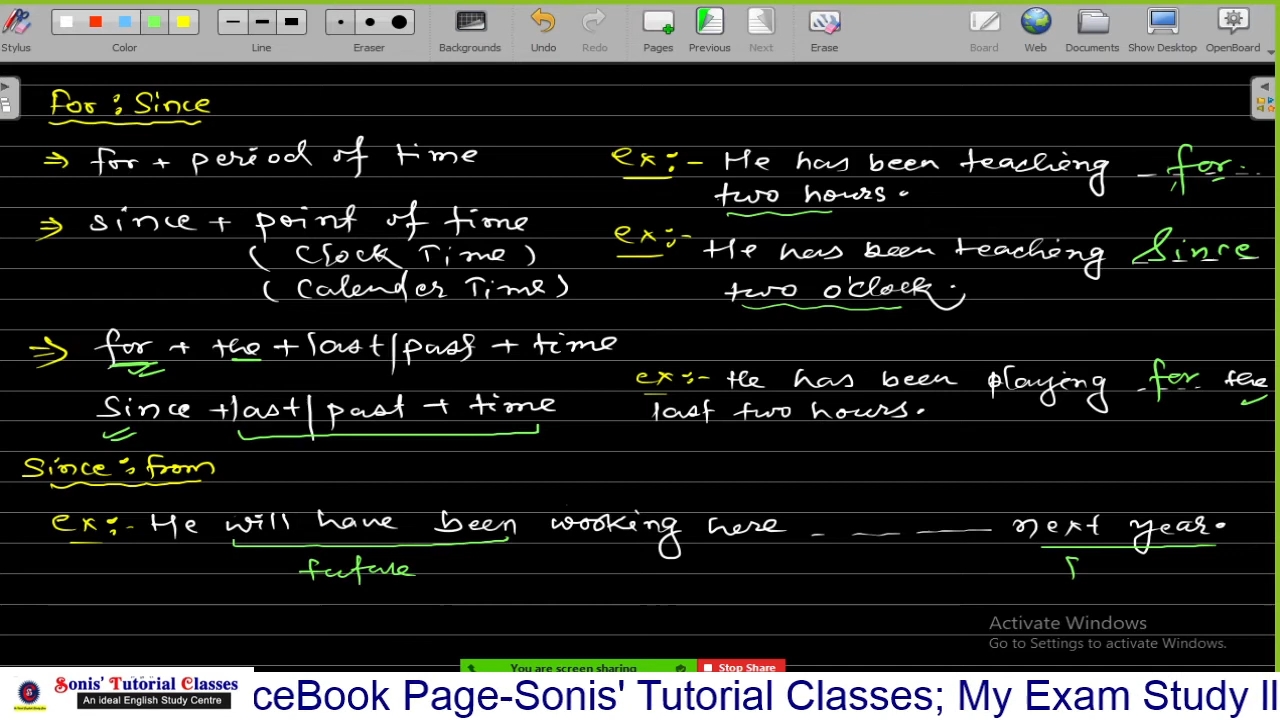 Stylus Color Line Eraser Backgrounds Undo Redo Pages Previous Next Erase Board Web Documents Show Desktop OpenBoard
for : Since
⇒ for + period of time
ex:- He has been teaching for
two hours.
⇒ since + point of time
(Clock Time)
(Calender Time)
ex:- He has been teaching Since
two o'clock.
⇒ for + the + last/past + time
Since + last/past + time
ex:- He has been playing for the
last two hours.
Since : from
ex:- He will have been wooking here _ __ ___ next year.
future
Activate Windows
Go to Settings to activate Windows.
You are screen sharing Stop Share
Sonis' Tutorial Classes
An ideal English Study Centre
ceBook Page-Sonis' Tutorial Classes; My Exam Study II